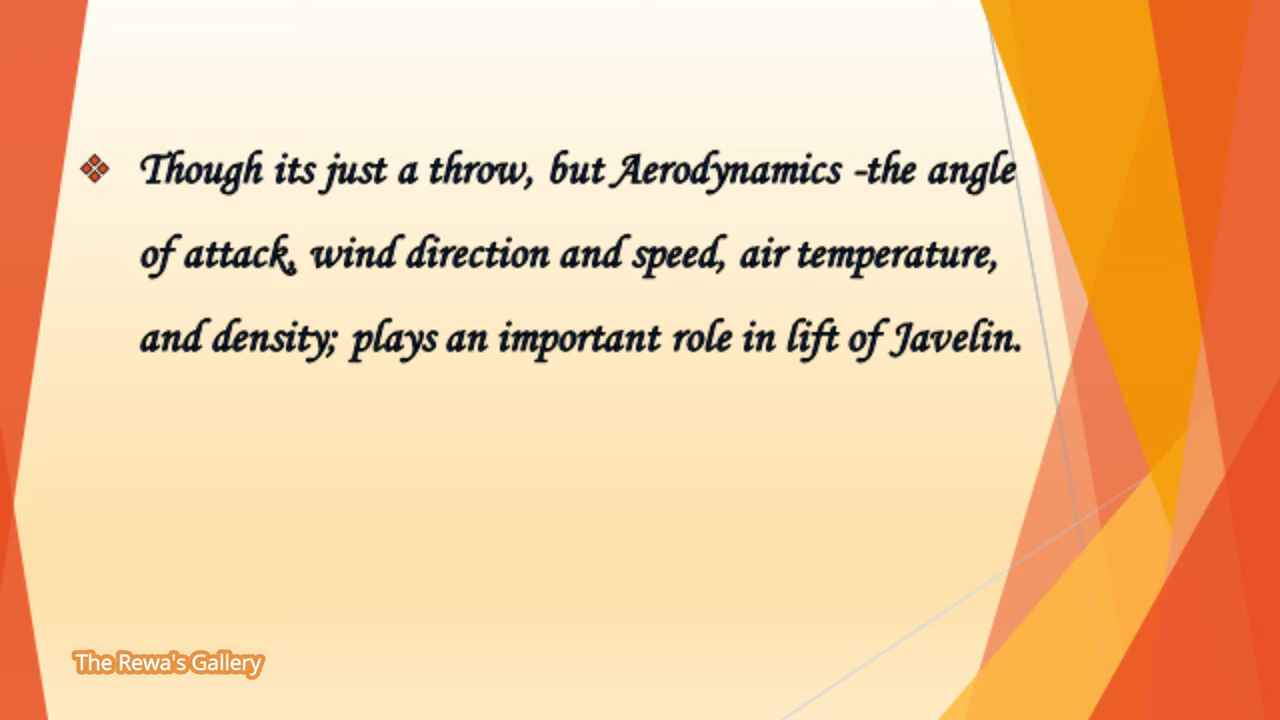 Though its just a throw, but Aerodynamics -the angle
of attack, wind direction and speed, air temperature,
and density; plays an important role in lift of Javelin.
The Rewa's Gallery